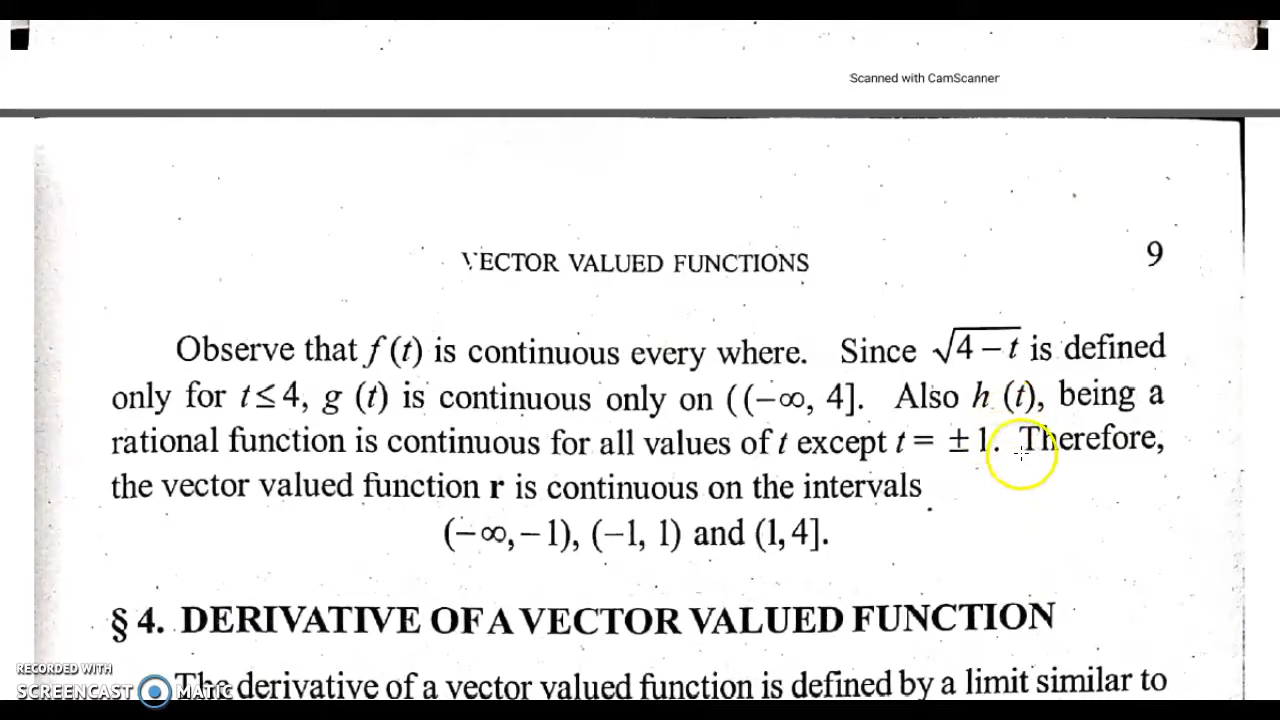 Scanned with CamScanner
VECTOR VALUED FUNCTIONS
9
Observe that f (t) is continuous every where. Since √4 – t is defined
only for t ≤ 4, g (t) is continuous only on ((–∞, 4]. Also h (t), being a
rational function is continuous for all values of t except t = ± 1. Therefore,
the vector valued function r is continuous on the intervals
(–∞, – 1), (–1, 1) and (1, 4].
§ 4. DERIVATIVE OF A VECTOR VALUED FUNCTION
The derivative of a vector valued function is defined by a limit similar to
RECORDED WITH
SCREENCAST MATIC